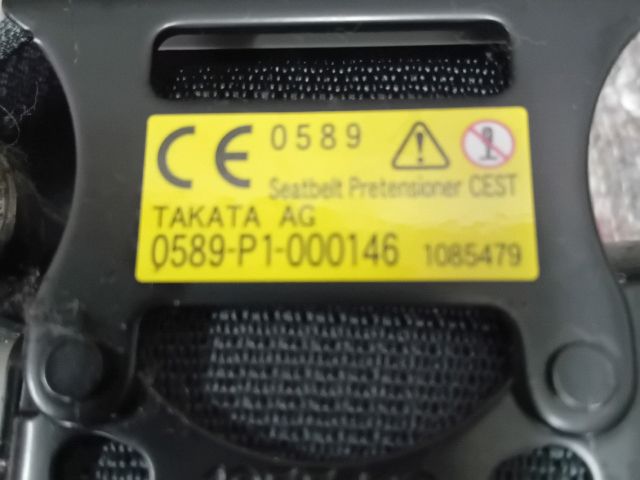 CE 0589
Seatbelt Pretensioner CEST
TAKATA AG
0589-P1-000146 1085479